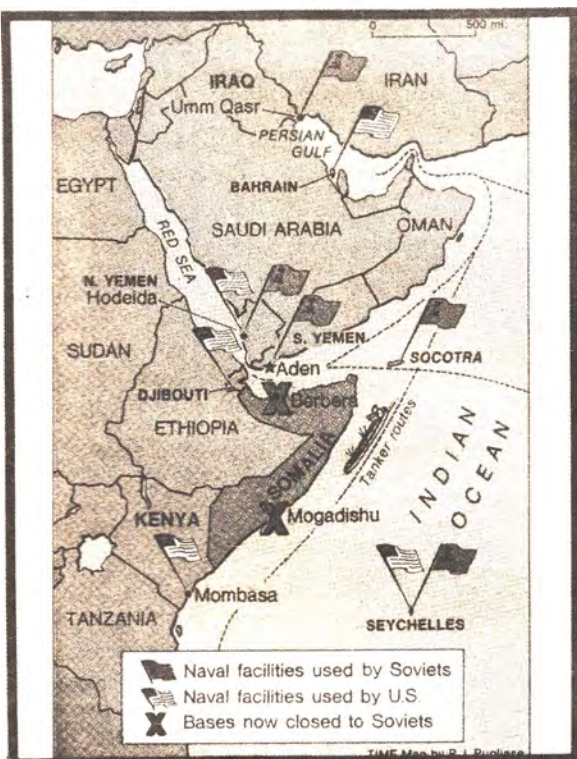 0 500 mi.
IRAQ
Umm Qasr
IRAN
PERSIAN
GULF
EGYPT
BAHRAIN
RED SEA
SAUDI ARABIA
OMAN
N. YEMEN
Hodeida
S. YEMEN
SUDAN
Aden
SOCOTRA
DJIBOUTI
Berbera
ETHIOPIA
Tanker routes
SOMALIA
INDIAN
OCEAN
KENYA
Mogadishu
Mombasa
TANZANIA
SEYCHELLES
Naval facilities used by Soviets
Naval facilities used by U.S.
Bases now closed to Soviets
TIME Map by P. J. Pugliese